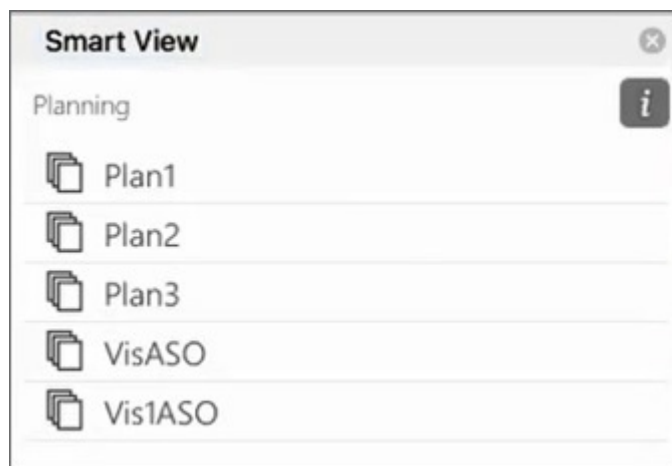 Smart View
Planning
i
Plan1
Plan2
Plan3
VisASO
Vis1ASO